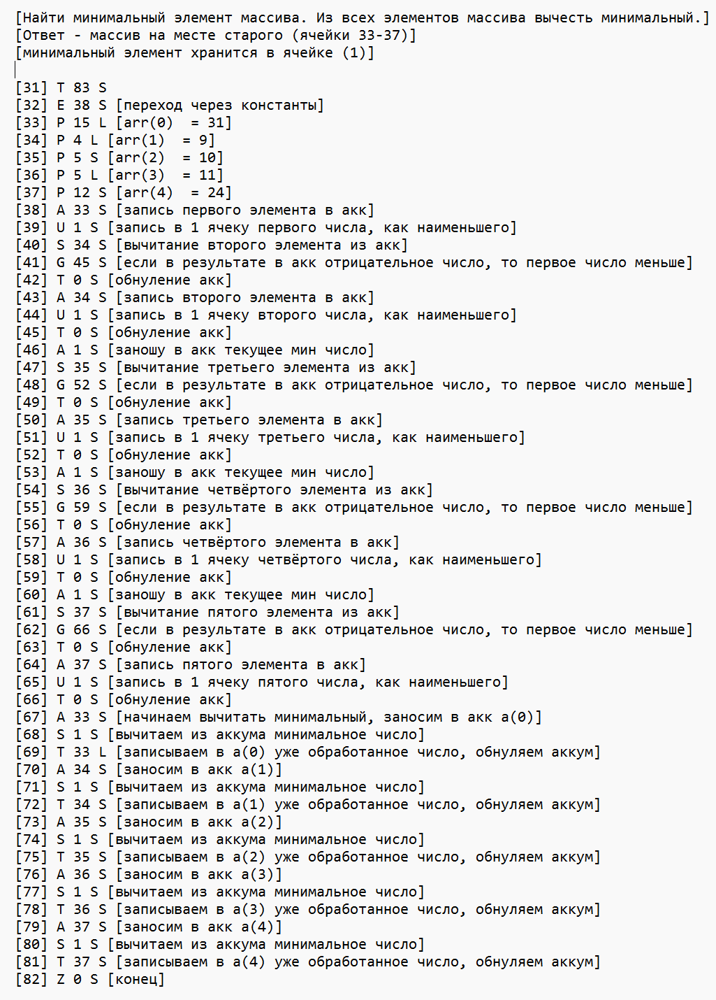 [Найти минимальный элемент массива. Из всех элементов массива вычесть минимальный.]
[Ответ - массив на месте старого (ячейки 33-37)]
[минимальный элемент хранится в ячейке (1)]
[31] T 83 S
[32] E 38 S [переход через константы]
[33] P 15 L [arr(0)  = 31]
[34] P 4 L [arr(1)  = 9]
[35] P 5 S [arr(2)  = 10]
[36] P 5 L [arr(3)  = 11]
[37] P 12 S [arr(4)  = 24]
[38] A 33 S [запись первого элемента в акк]
[39] U 1 S [запись в 1 ячеку первого числа, как наименьшего]
[40] S 34 S [вычитание второго элемента из акк]
[41] G 45 S [если в результате в акк отрицательное число, то первое число меньше]
[42] T 0 S [обнуление акк]
[43] A 34 S [запись второго элемента в акк]
[44] U 1 S [запись в 1 ячеку второго числа, как наименьшего]
[45] T 0 S [обнуление акк]
[46] A 1 S [заношу в акк текущее мин число]
[47] S 35 S [вычитание третьего элемента из акк]
[48] G 52 S [если в результате в акк отрицательное число, то первое число меньше]
[49] T 0 S [обнуление акк]
[50] A 35 S [запись третьего элемента в акк]
[51] U 1 S [запись в 1 ячеку третьего числа, как наименьшего]
[52] T 0 S [обнуление акк]
[53] A 1 S [заношу в акк текущее мин число]
[54] S 36 S [вычитание четвёртого элемента из акк]
[55] G 59 S [если в результате в акк отрицательное число, то первое число меньше]
[56] T 0 S [обнуление акк]
[57] A 36 S [запись четвёртого элемента в акк]
[58] U 1 S [запись в 1 ячеку четвёртого числа, как наименьшего]
[59] T 0 S [обнуление акк]
[60] A 1 S [заношу в акк текущее мин число]
[61] S 37 S [вычитание пятого элемента из акк]
[62] G 66 S [если в результате в акк отрицательное число, то первое число меньше]
[63] T 0 S [обнуление акк]
[64] A 37 S [запись пятого элемента в акк]
[65] U 1 S [запись в 1 ячеку пятого числа, как наименьшего]
[66] T 0 S [обнуление акк]
[67] A 33 S [начинаем вычитать минимальный, заносим в акк a(0)]
[68] S 1 S [вычитаем из аккума минимальное число]
[69] T 33 L [записываем в a(0) уже обработанное число, обнуляем аккум]
[70] A 34 S [заносим в акк a(1)]
[71] S 1 S [вычитаем из аккума минимальное число]
[72] T 34 S [записываем в a(1) уже обработанное число, обнуляем аккум]
[73] A 35 S [заносим в акк a(2)]
[74] S 1 S [вычитаем из аккума минимальное число]
[75] T 35 S [записываем в a(2) уже обработанное число, обнуляем аккум]
[76] A 36 S [заносим в акк a(3)]
[77] S 1 S [вычитаем из аккума минимальное число]
[78] T 36 S [записываем в a(3) уже обработанное число, обнуляем аккум]
[79] A 37 S [заносим в акк a(4)]
[80] S 1 S [вычитаем из аккума минимальное число]
[81] T 37 S [записываем в a(4) уже обработанное число, обнуляем аккум]
[82] Z 0 S [конец]